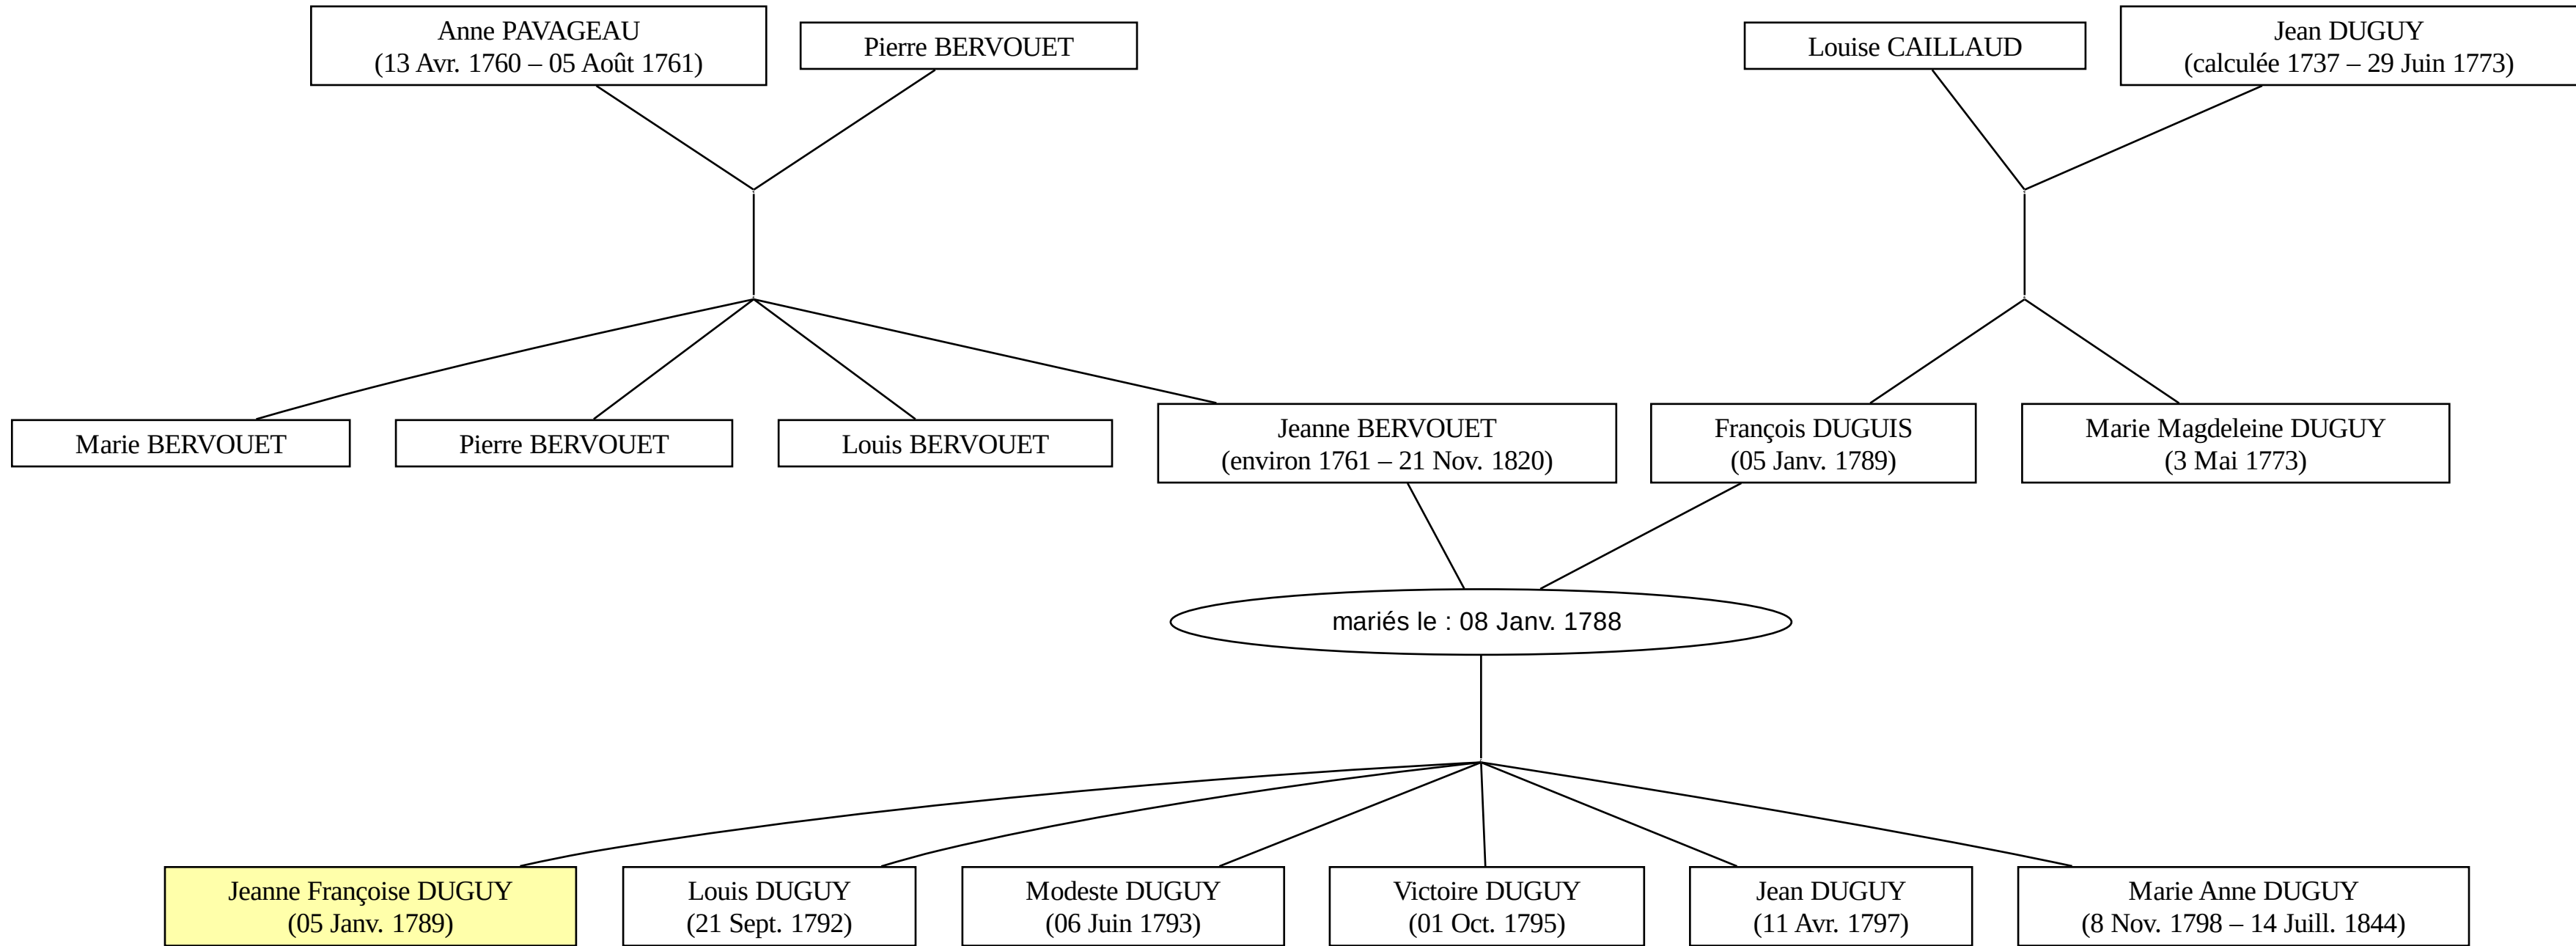 Anne PAVAGEAU
(13 Avr. 1760 – 05 Août 1761)
Pierre BERVOUET
Louise CAILLAUD
Jean DUGUY
(calculée 1737 – 29 Juin 1773)
Marie BERVOUET
Pierre BERVOUET
Louis BERVOUET
Jeanne BERVOUET
(environ 1761 – 21 Nov. 1820)
François DUGUIS
(05 Janv. 1789)
Marie Magdeleine DUGUY
(3 Mai 1773)
mariés le : 08 Janv. 1788
Jeanne Françoise DUGUY
(05 Janv. 1789)
Louis DUGUY
(21 Sept. 1792)
Modeste DUGUY
(06 Juin 1793)
Victoire DUGUY
(01 Oct. 1795)
Jean DUGUY
(11 Avr. 1797)
Marie Anne DUGUY
(8 Nov. 1798 – 14 Juill. 1844)